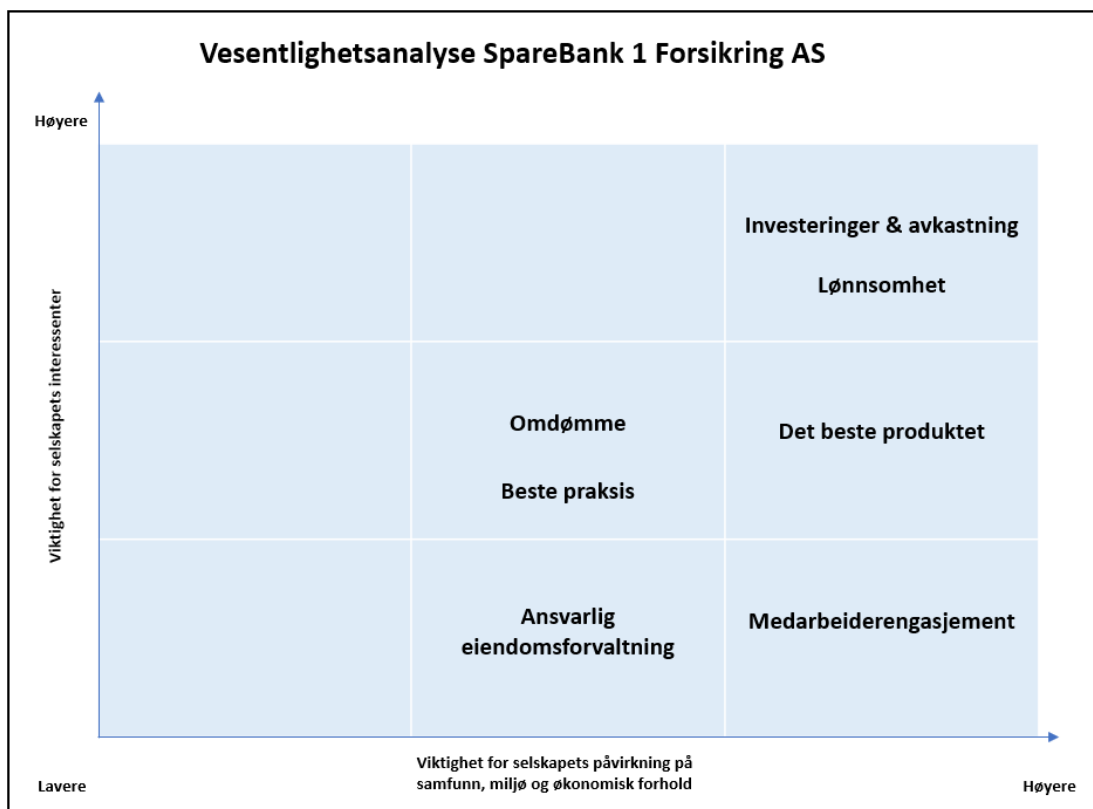 Vesentlighetsanalyse SpareBank 1 Forsikring AS
Høyere
Viktighet for selskapets interessenter
Investeringer & avkastning
Lønnsomhet
Omdømme
Det beste produktet
Beste praksis
Ansvarlig
eiendomsforvaltning
Medarbeiderengasjement
Lavere
Viktighet for selskapets påvirkning på
samfunn, miljø og økonomisk forhold
Høyere